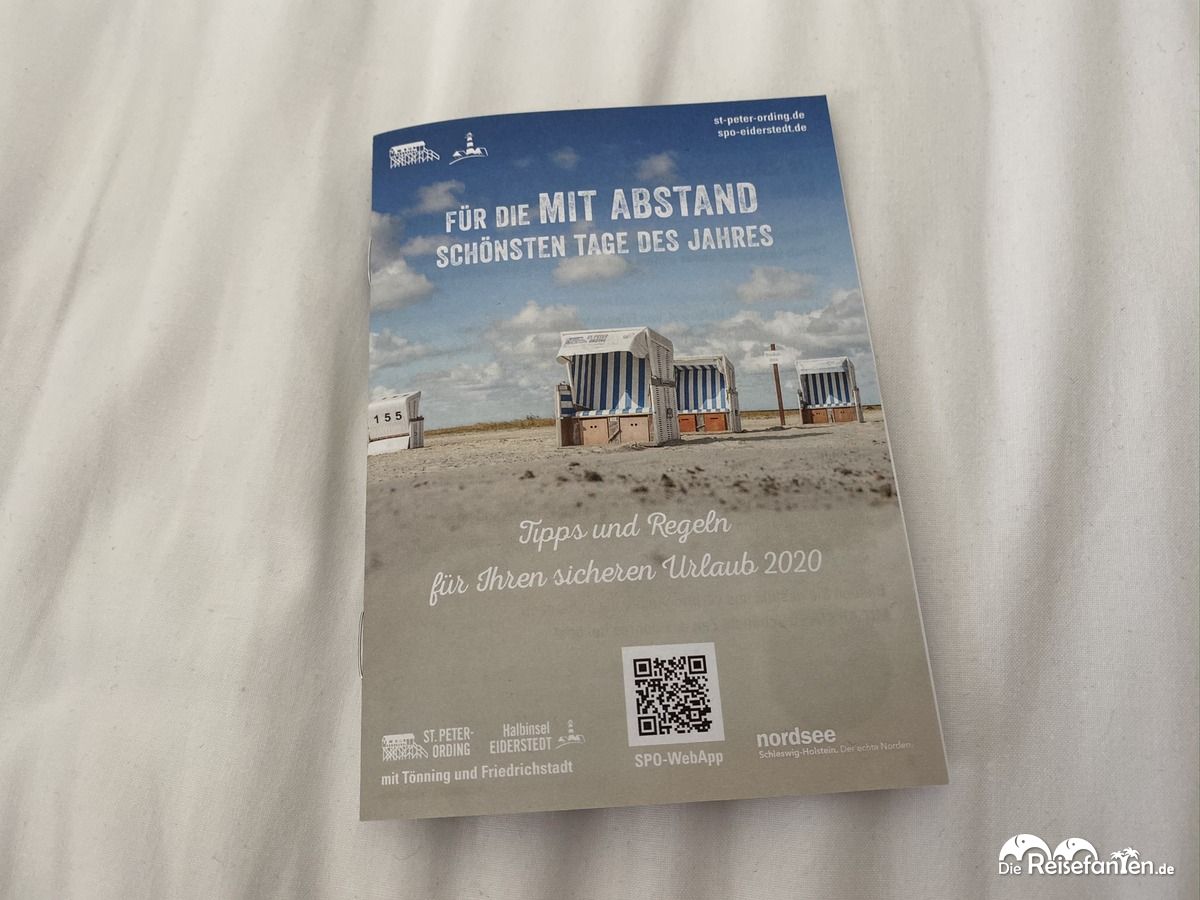 st-peter-ording.de
spo-eiderstedt.de
FÜR DIE MIT ABSTAND
SCHÖNSTEN TAGE DES JAHRES
155
Tipps und Regeln
für Ihren sicheren Urlaub 2020
ST. PETER-
ORDING
Halbinsel
EIDERSTEDT
mit Tönning und Friedrichstadt
SPO-WebApp
nordsee
Schleswig-Holstein. Der echte Norden.
Die Reisefanten.de